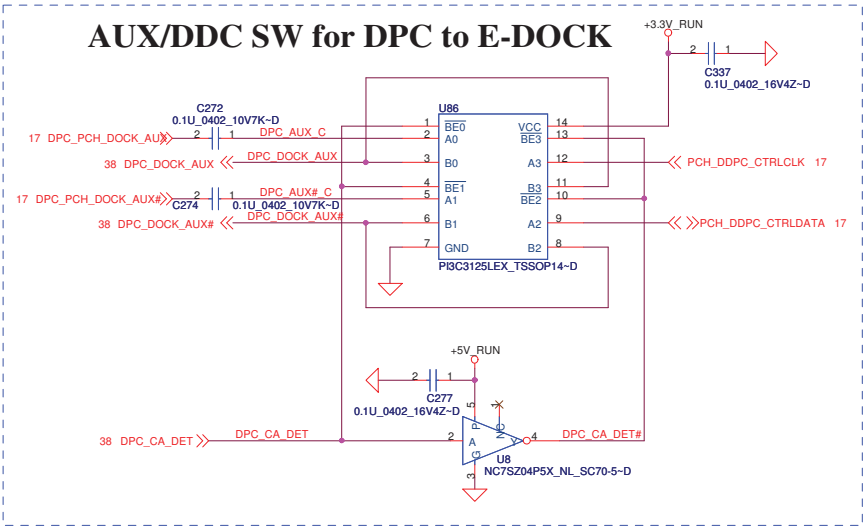 AUX/DDC SW for DPC to E-DOCK
+3.3V_RUN
2 1
C337
0.1U_0402_16V4Z~D
C272
0.1U_0402_10V7K~D
U86
17 DPC_PCH_DOCK_AUX 2 1 DPC_AUX_C
38 DPC_DOCK_AUX DPC_DOCK_AUX
17 DPC_PCH_DOCK_AUX# 2 1 DPC_AUX#_C
C274 0.1U_0402_10V7K~D
38 DPC_DOCK_AUX# DPC_DOCK_AUX#
1 BE0 VCC 14
2 A0 BE3 13
3 B0 A3 12 PCH_DDPC_CTRLCLK 17
4 BE1 B3 11
5 A1 BE2 10
6 B1 A2 9 PCH_DDPC_CTRLDATA 17
7 GND B2 8
PI3C3125LEX_TSSOP14~D
+5V_RUN
2 1
C277
0.1U_0402_16V4Z~D
5 1
P NC
38 DPC_CA_DET DPC_CA_DET 2 A Y 4 DPC_CA_DET#
G
3
U8
NC7SZ04P5X_NL_SC70-5~D